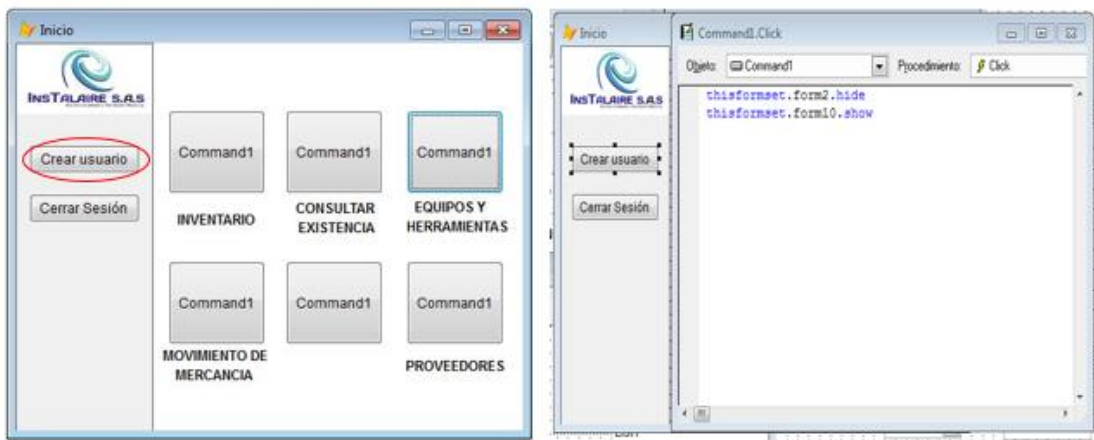 Inicio
INSTALAIRE S.A.S
Crear usuario
Cerrar Sesión
Command1
Command1
Command1
INVENTARIO
CONSULTAR
EXISTENCIA
EQUIPOS Y
HERRAMIENTAS
Command1
Command1
Command1
MOVIMIENTO DE
MERCANCIA
PROVEEDORES
Inicio
INSTALAIRE S.A.S
Crear usuario
Cerrar Sesión
Command1.Click
Objeto: Command1
Procedimiento: Click
thisformset.form2.hide
thisformset.form10.show